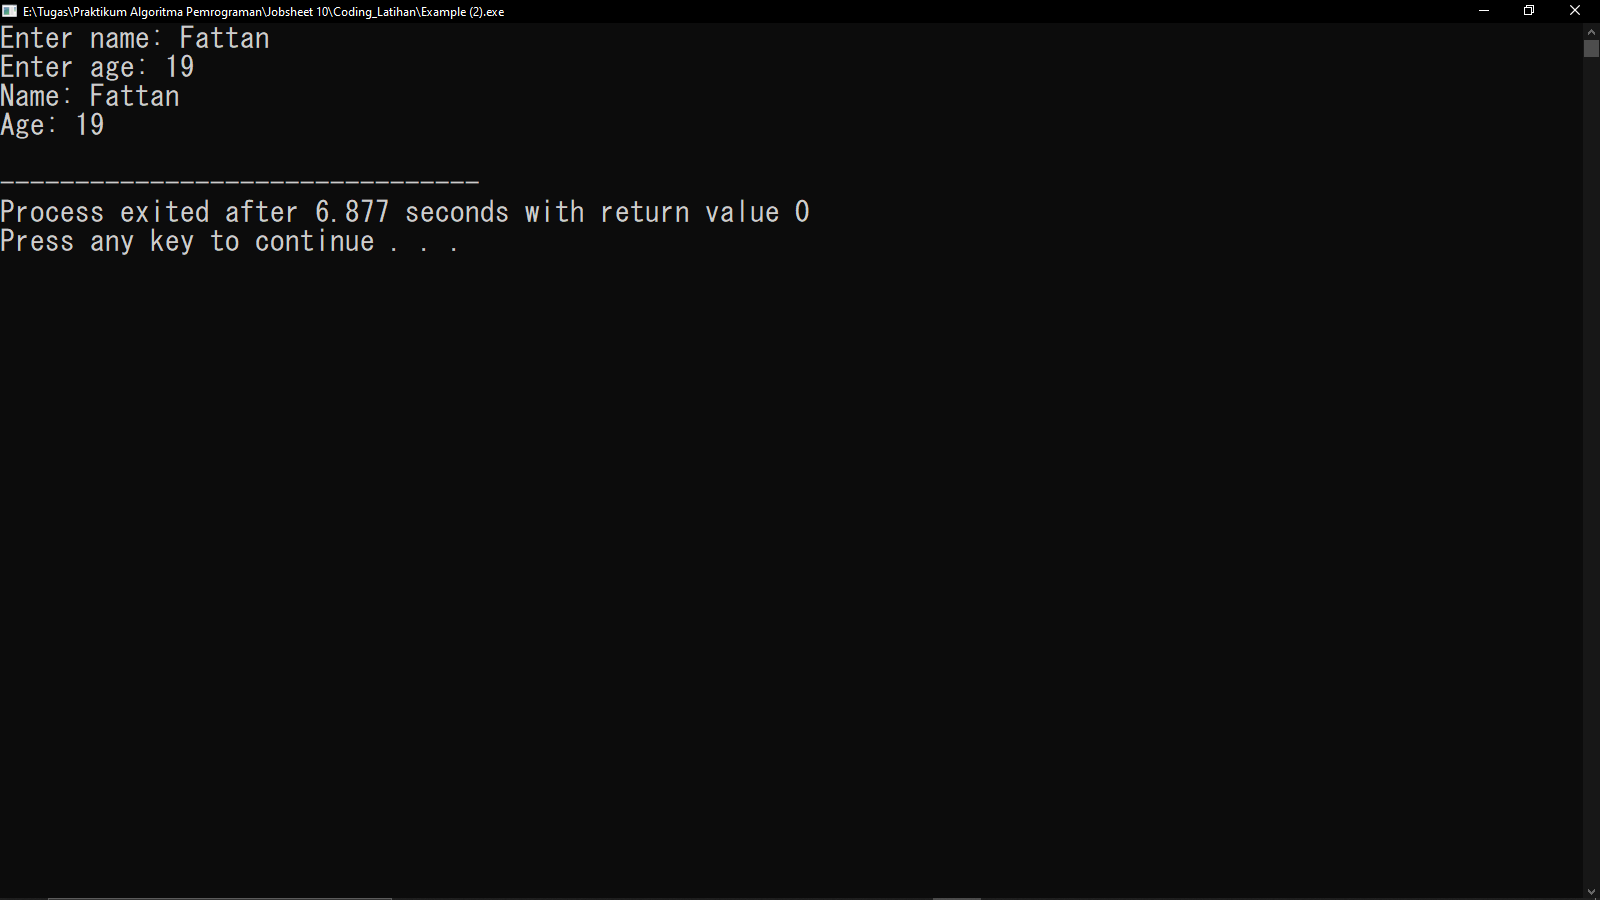 E:\Tugas\Praktikum Algoritma Pemrograman\Jobsheet 10\Coding_Latihan\Example (2).exe
Enter name: Fattan
Enter age: 19
Name: Fattan
Age: 19
--------------------------------
Process exited after 6.877 seconds with return value 0
Press any key to continue . . .